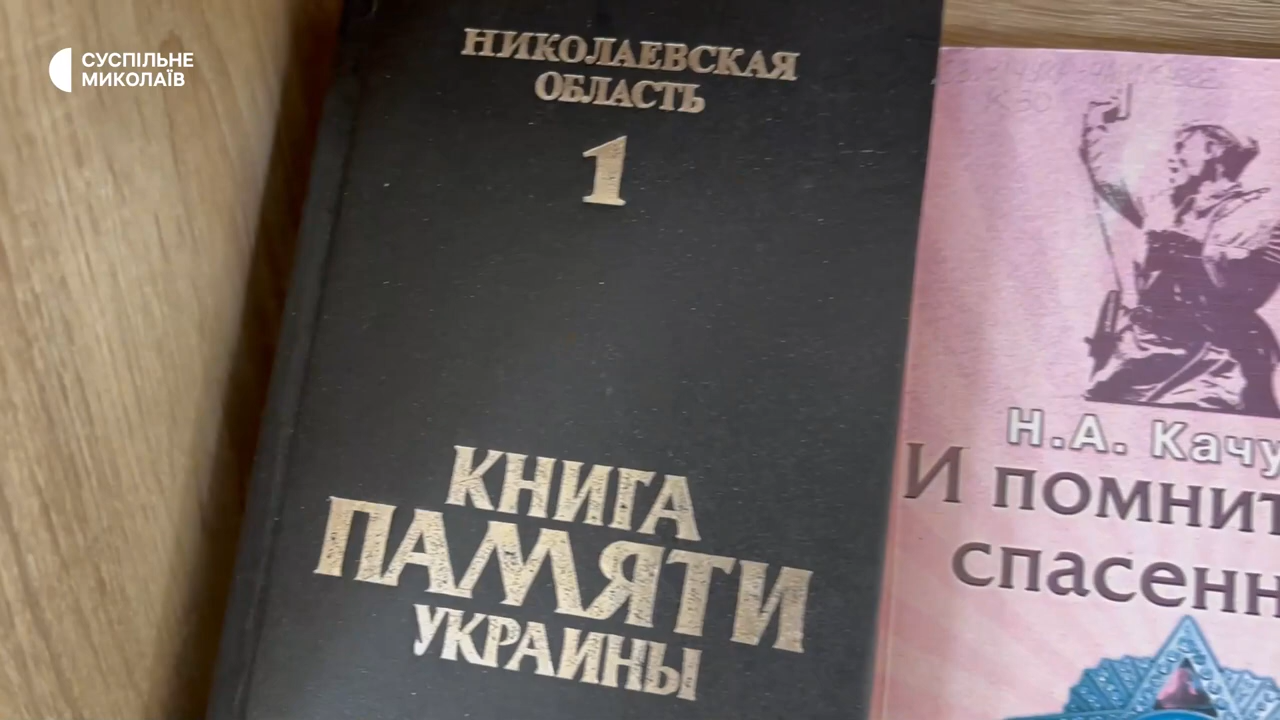 СУСПІЛЬНЕ
МИКОЛАЇВ
НИКОЛАЕВСКАЯ
ОБЛАСТЬ
1
КНИГА
ПАМЯТИ
УКРАИНЫ
Н.А. Качу
И помнит
спасенн